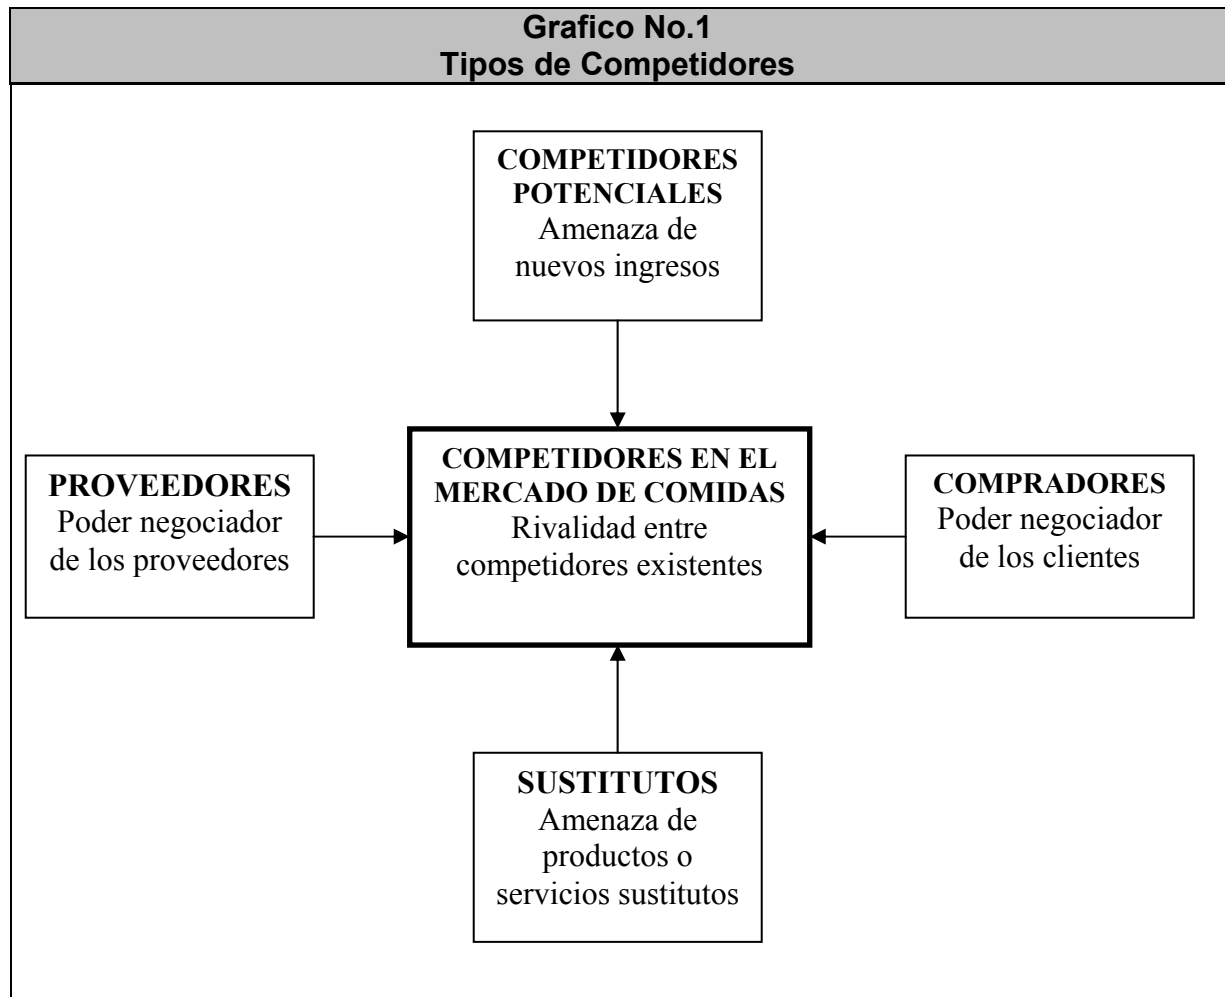 Grafico No.1
Tipos de Competidores
COMPETIDORES
POTENCIALES
Amenaza de
nuevos ingresos
PROVEEDORES
Poder negociador
de los proveedores
COMPETIDORES EN EL
MERCADO DE COMIDAS
Rivalidad entre
competidores existentes
COMPRADORES
Poder negociador
de los clientes
SUSTITUTOS
Amenaza de
productos o
servicios sustitutos